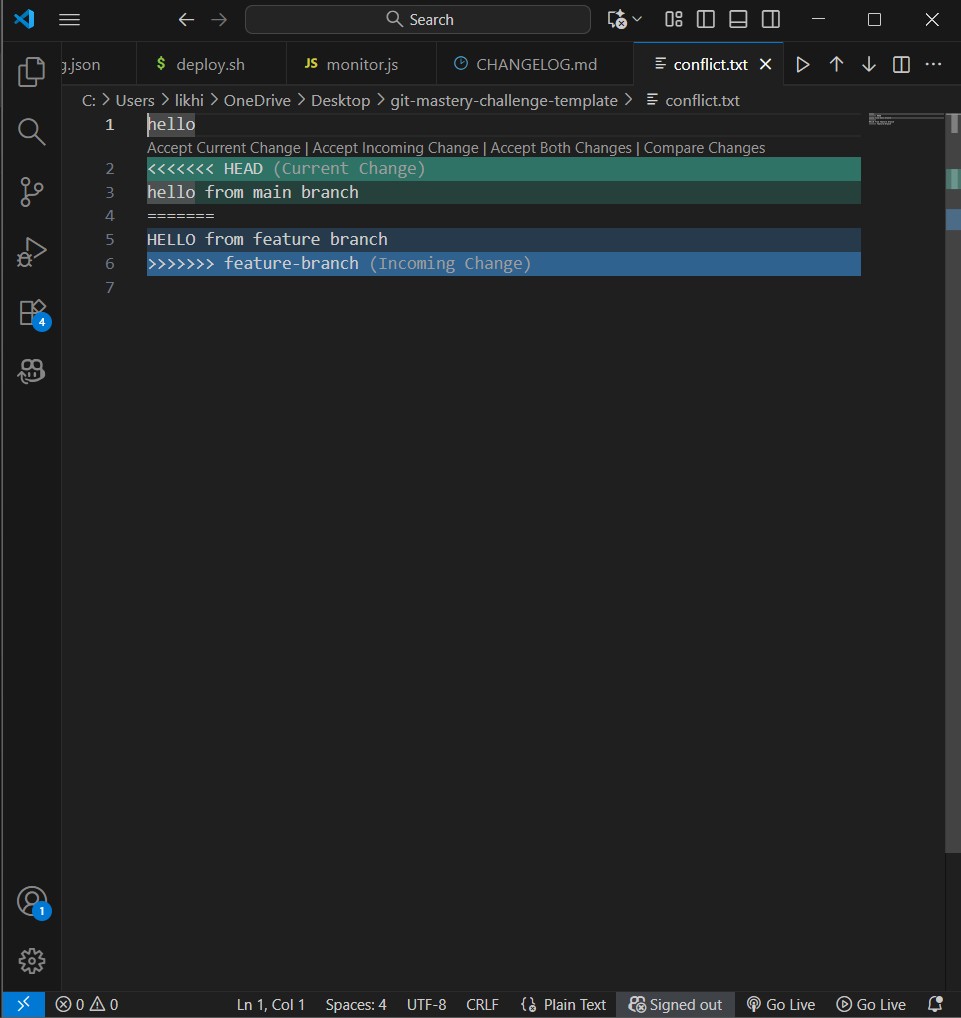 Search
g.json
$ deploy.sh
JS monitor.js
CHANGELOG.md
conflict.txt
C: > Users > likhi > OneDrive > Desktop > git-mastery-challenge-template > conflict.txt
1 hello
Accept Current Change | Accept Incoming Change | Accept Both Changes | Compare Changes
2 <<<<<<< HEAD (Current Change)
3 hello from main branch
4 =======
5 HELLO from feature branch
6 >>>>>>> feature-branch (Incoming Change)
7
4
1
0 0 Ln 1, Col 1 Spaces: 4 UTF-8 CRLF Plain Text Signed out Go Live Go Live